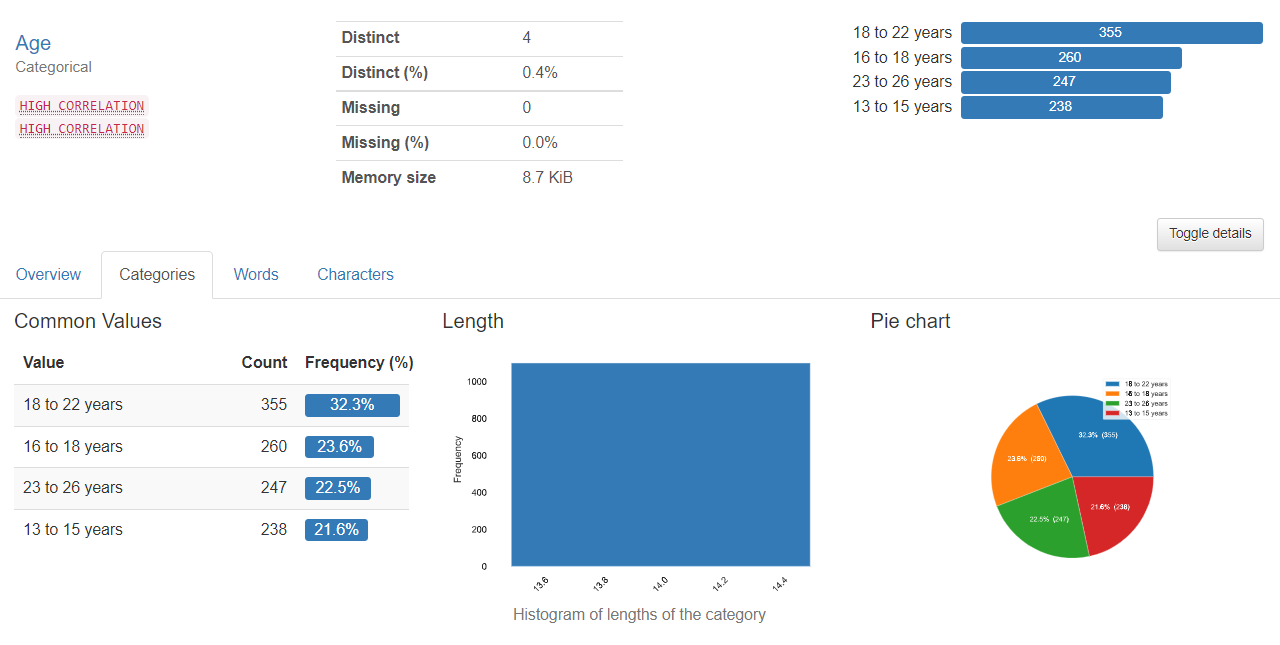 Age
Categorical
HIGH CORRELATION
HIGH CORRELATION
Distinct 4
Distinct (%) 0.4%
Missing 0
Missing (%) 0.0%
Memory size 8.7 KiB
18 to 22 years 355
16 to 18 years 260
23 to 26 years 247
13 to 15 years 238
Toggle details
Overview Categories Words Characters
Common Values
Value Count Frequency (%)
18 to 22 years 355 32.3%
16 to 18 years 260 23.6%
23 to 26 years 247 22.5%
13 to 15 years 238 21.6%
Length
1000
800
600
400
200
0
Frequency
13.6 13.8 14.0 14.2 14.4
Histogram of lengths of the category
Pie chart
18 to 22 years
16 to 18 years
23 to 26 years
13 to 15 years
32.3% (355)
23.6% (260)
22.5% (247)
21.6% (238)